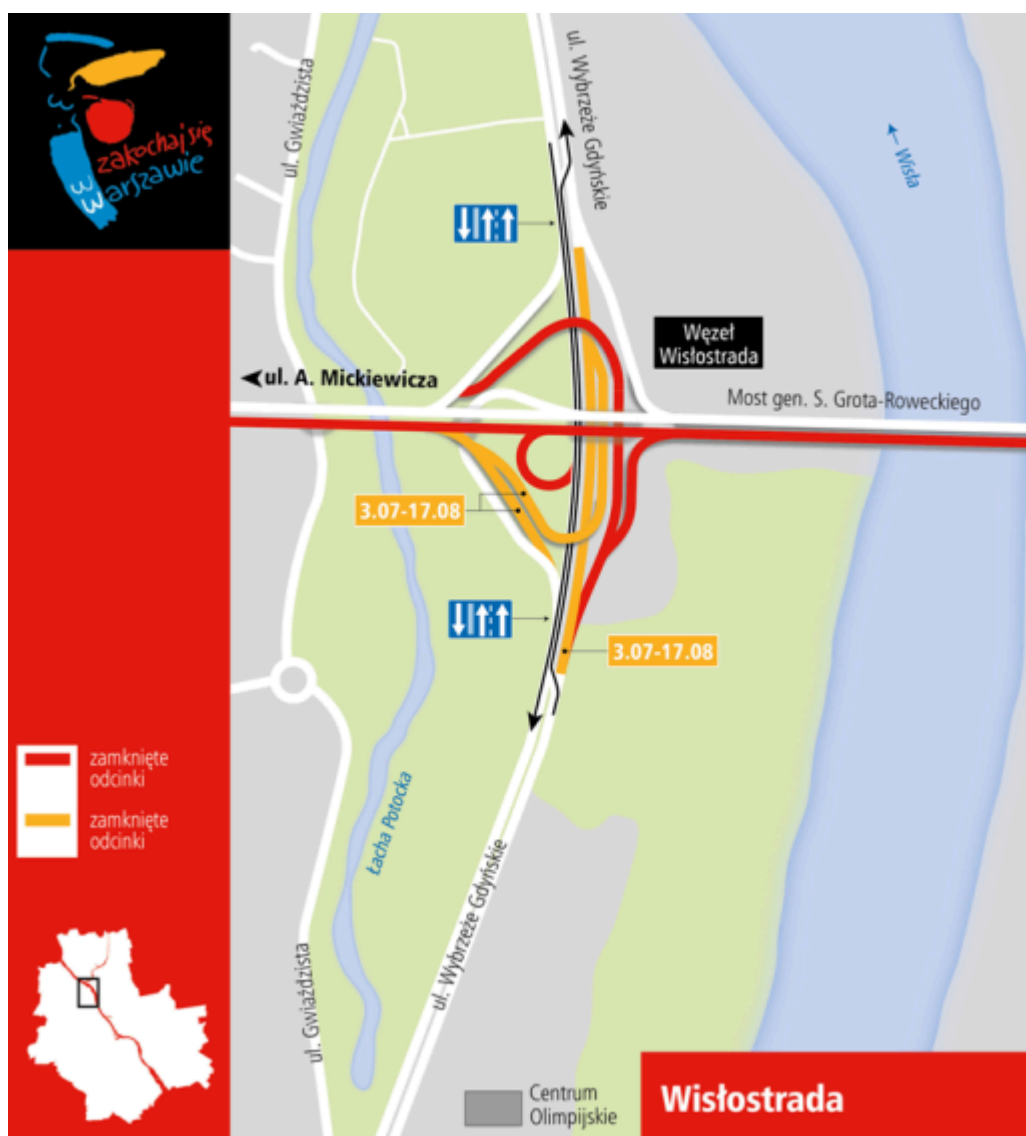 zakochaj się
w
Warszawie
ul. Gwiaździsta
ul. Wybrzeże Gdyńskie
Wisła
Węzeł
Wisłostrada
ul. A. Mickiewicza
Most gen. S. Grota-Roweckiego
3.07-17.08
3.07-17.08
zamknięte
odcinki
zamknięte
odcinki
Łacha Potocka
ul. Wybrzeże Gdyńskie
ul. Gwiaździsta
Centrum
Olimpijskie
Wisłostrada